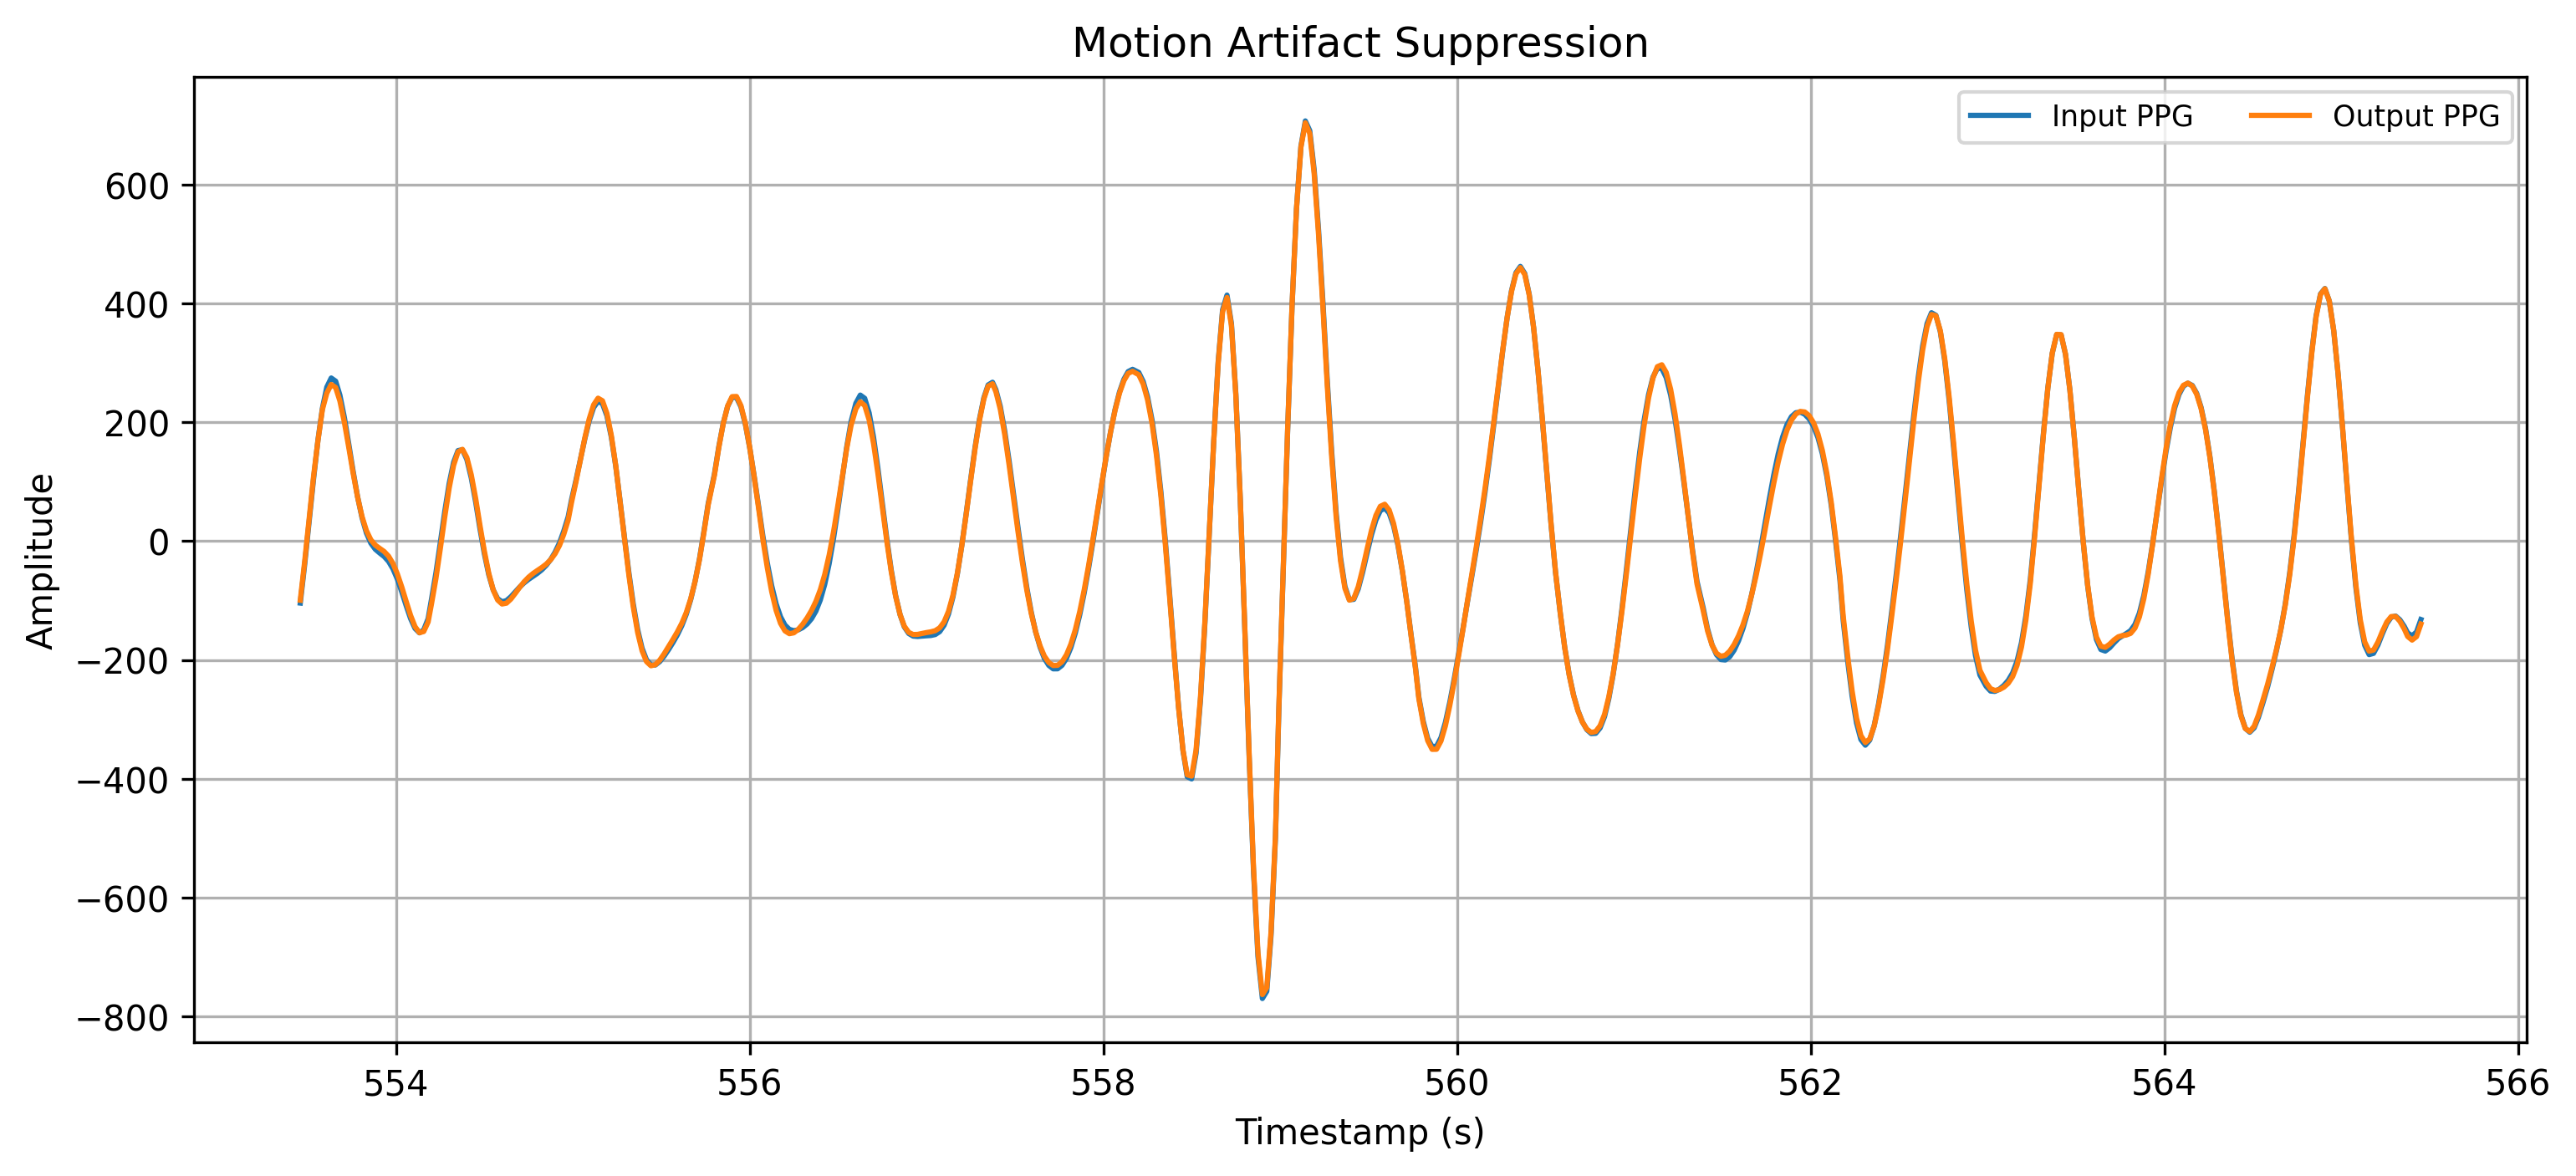 Motion Artifact Suppression
Input PPG Output PPG
Amplitude
600
400
200
0
−200
−400
−600
−800
554 556 558 560 562 564 566
Timestamp (s)